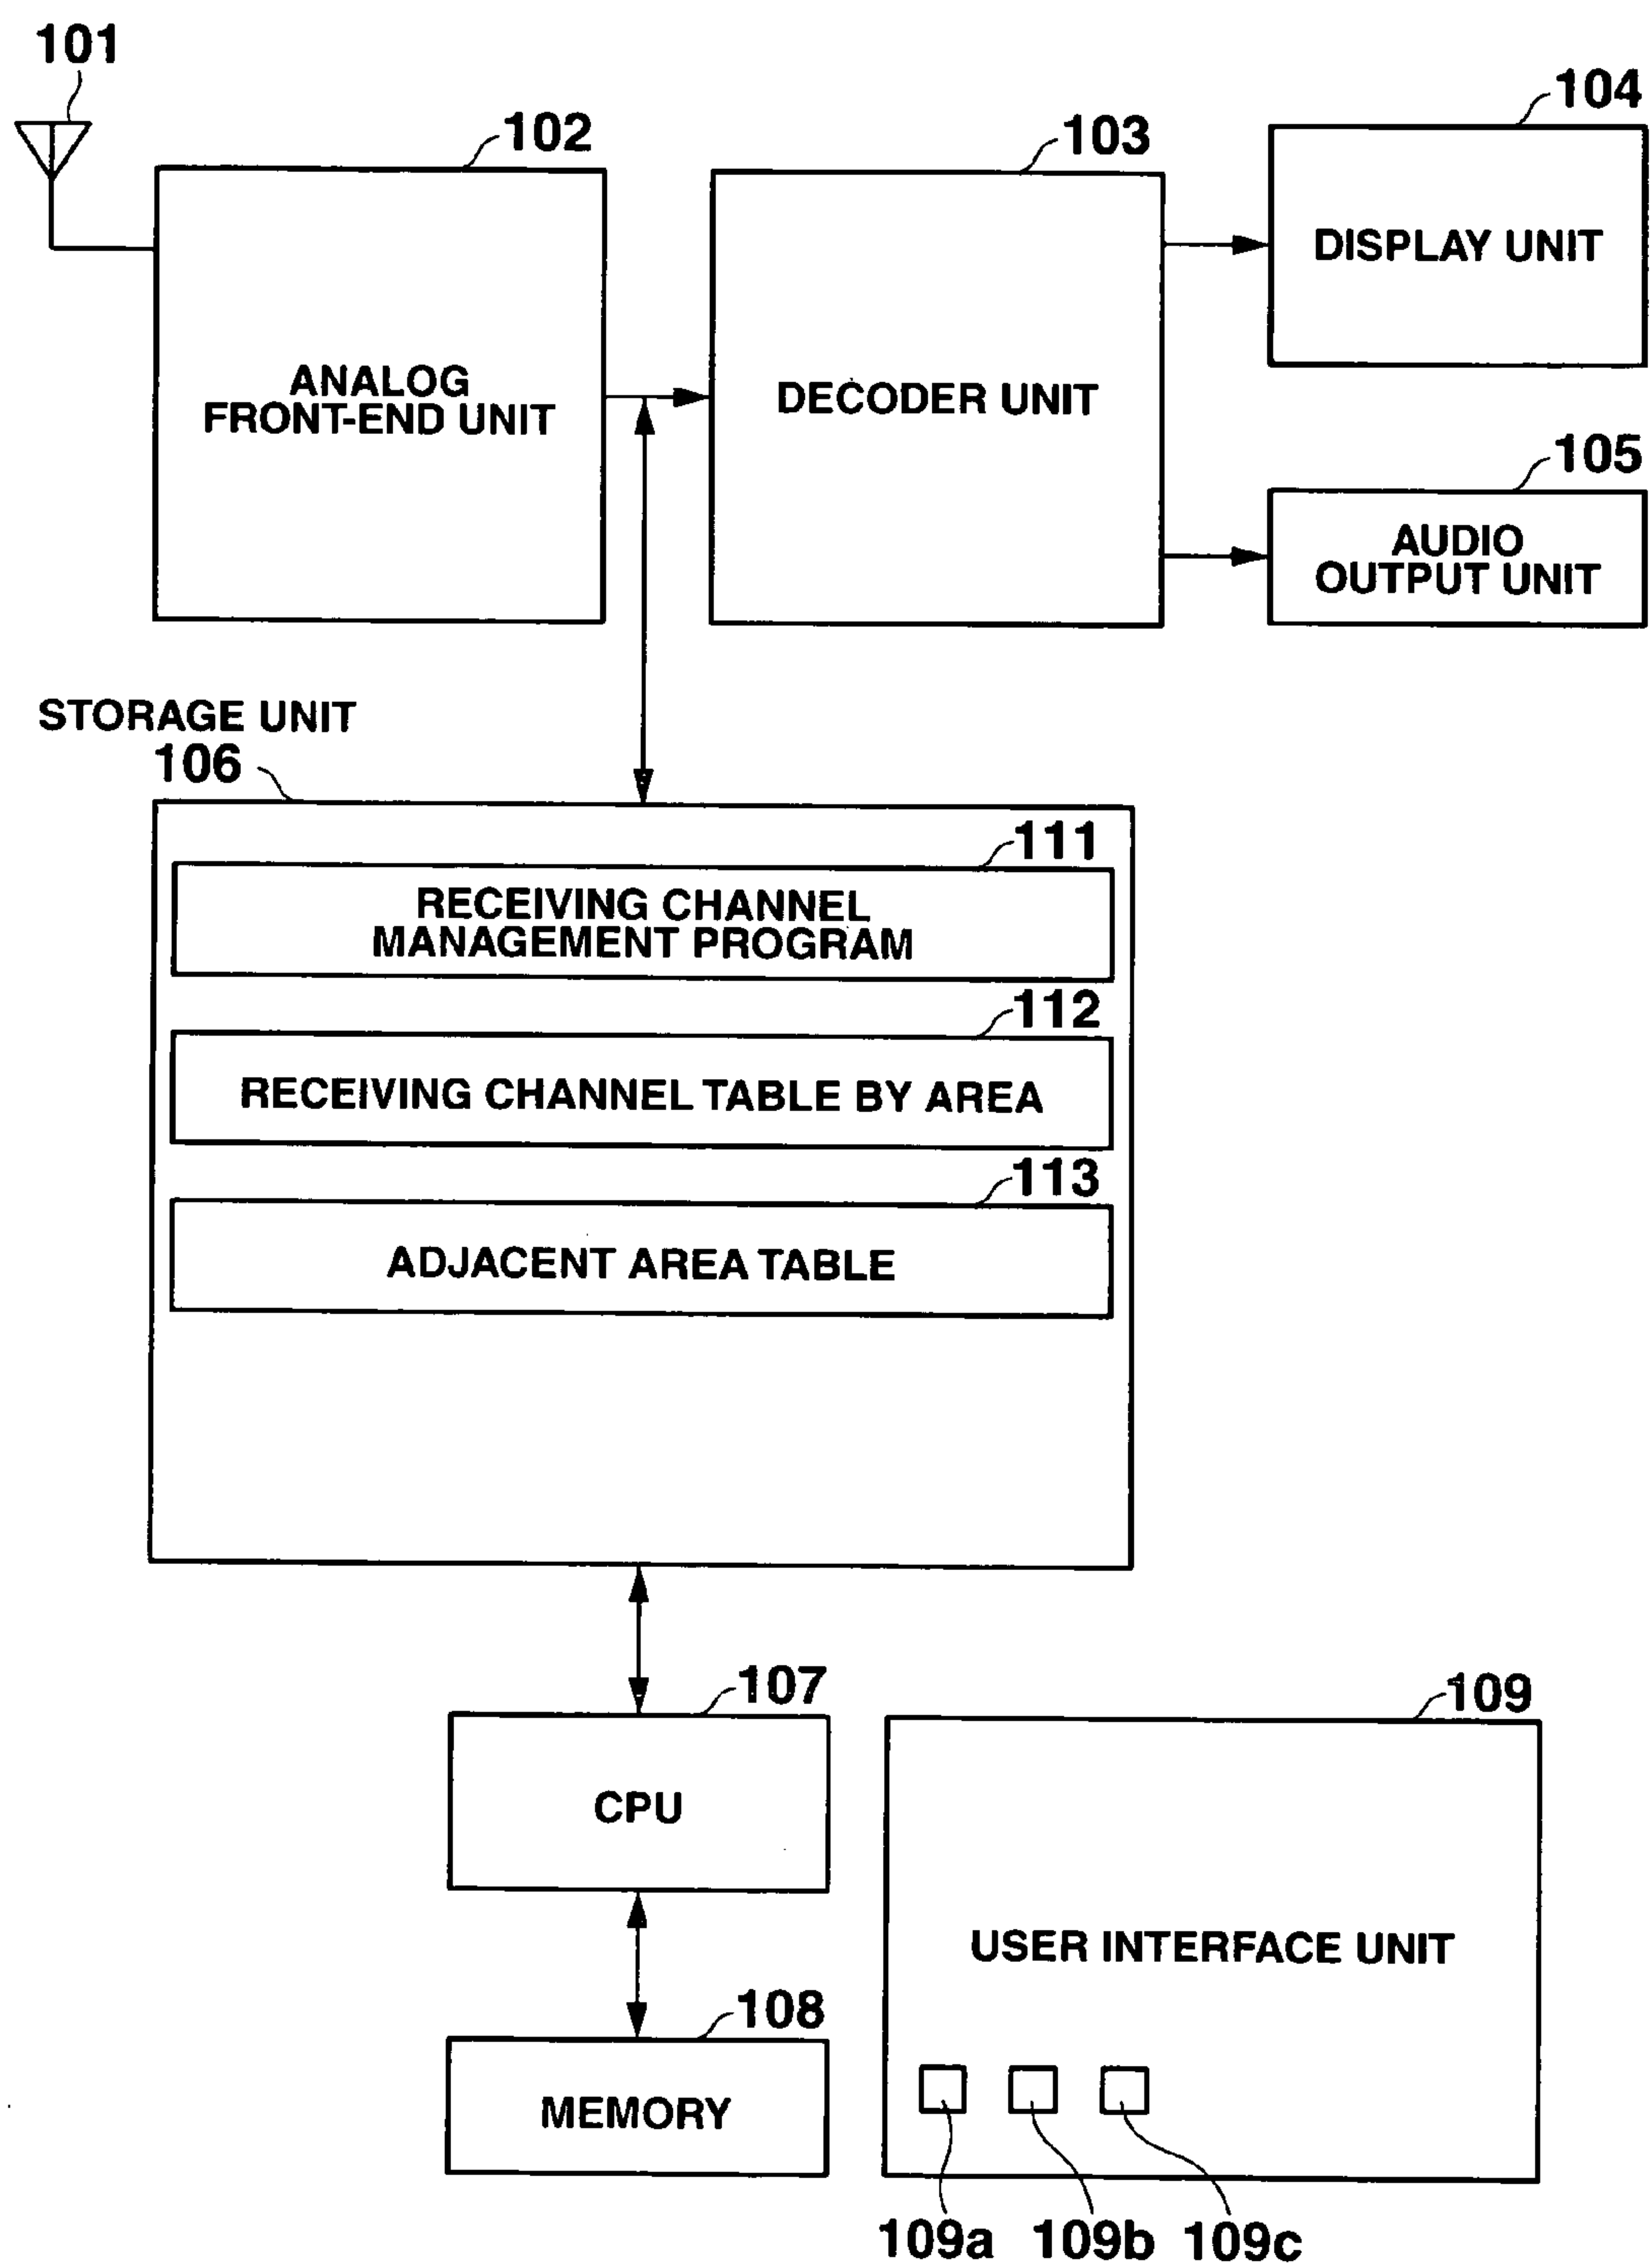 101
102
103
104
ANALOG
FRONT-END UNIT
DECODER UNIT
DISPLAY UNIT
105
AUDIO
OUTPUT UNIT
STORAGE UNIT
106
111
RECEIVING CHANNEL
MANAGEMENT PROGRAM
112
RECEIVING CHANNEL TABLE BY AREA
113
ADJACENT AREA TABLE
107
CPU
108
MEMORY
109
USER INTERFACE UNIT
109a
109b
109c